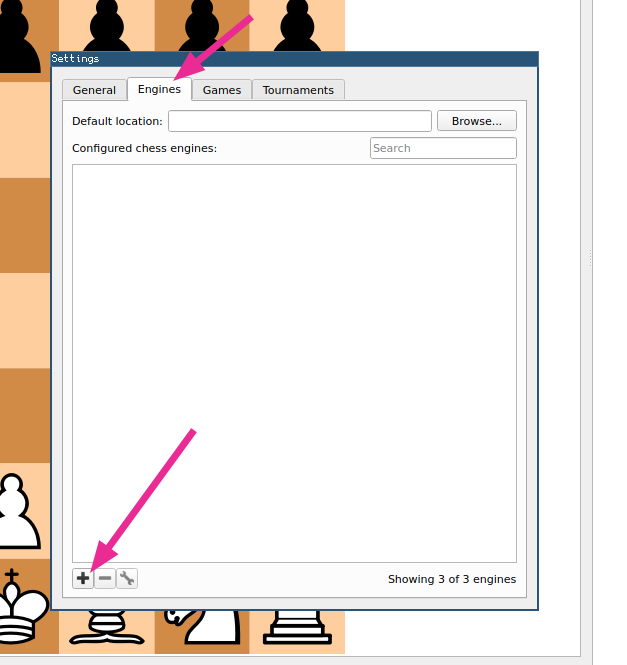 Settings
General Engines Games Tournaments
Default location: Browse...
Configured chess engines: Search
Showing 3 of 3 engines